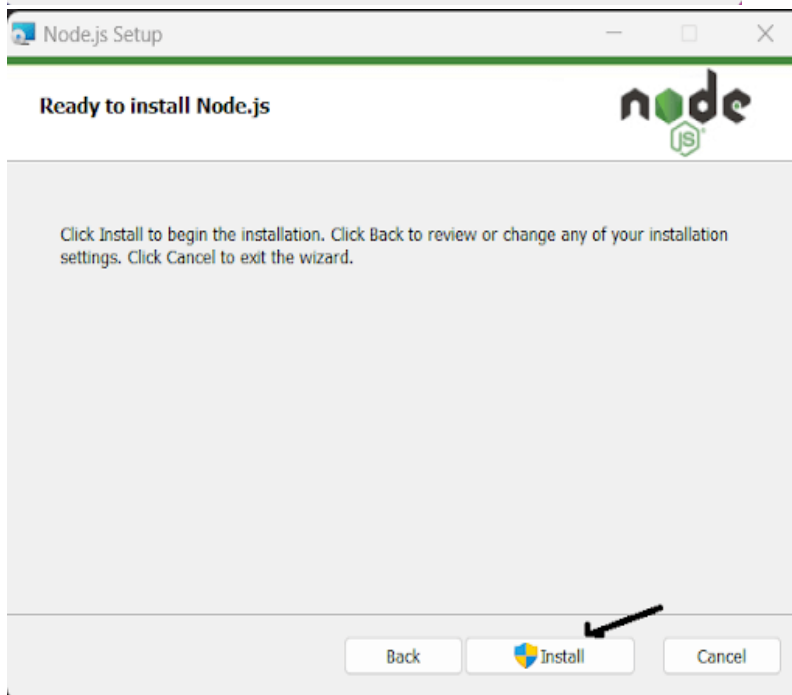 Node.js Setup
Ready to install Node.js
node
JS
Click Install to begin the installation. Click Back to review or change any of your installation
settings. Click Cancel to exit the wizard.
Back
Install
Cancel